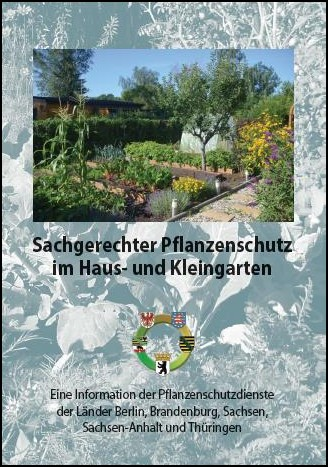 Sachgerechter Pflanzenschutz
im Haus- und Kleingarten
Eine Information der Pflanzenschutzdienste
der Länder Berlin, Brandenburg, Sachsen,
Sachsen-Anhalt und Thüringen